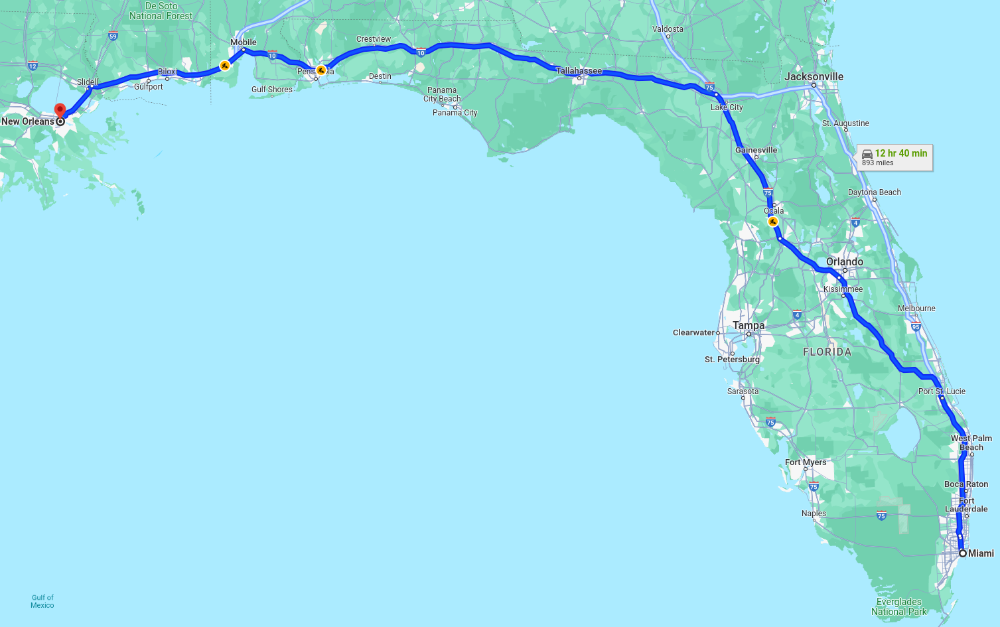 De Soto
National Forest
59
Valdosta
Crestview
Mobile
10
10
12
Biloxi
Tallahassee
Destin
Jacksonville
Slidell
Gulfport
Gulf Shores
75
Panama
City Beach
Panama City
Lake City
New Orleans
St. Augustine
Gainesville
12 hr 40 min
893 miles
75
Daytona Beach
Ocala
4
Orlando
Kissimmee
Melbourne
4
Tampa
95
Clearwater
FLORIDA
St. Petersburg
Sarasota
Port St. Lucie
75
West Palm
Beach
Fort Myers
75
Boca Raton
Fort
Lauderdale
Naples
75
Miami
Gulf of
Mexico
Everglades
National Park